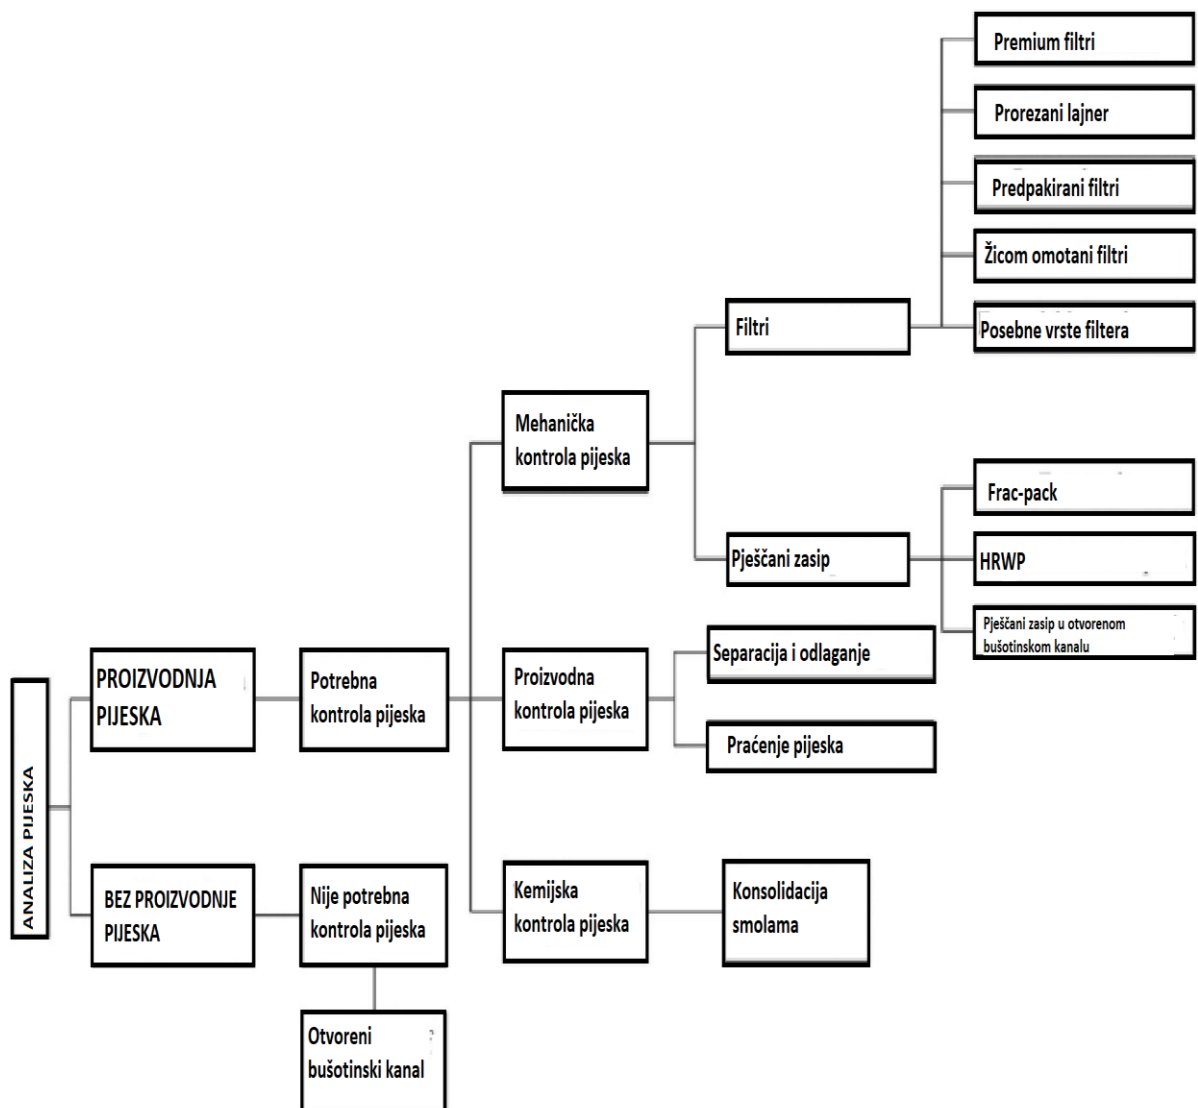 Premium filtri
Prorezani lajner
Predpakirani filtri
Žicom omotani filtri
Posebne vrste filtera
Filtri
Mehanička
kontrola pijeska
Frac-pack
HRWP
Pješčani zasip u otvorenom
bušotinskom kanalu
Pješčani zasip
Separacija i odlaganje
Praćenje pijeska
PROIZVODNJA
PIJESKA
Potrebna
kontrola pijeska
Proizvodna
kontrola pijeska
ANALIZA PIJESKA
BEZ PROIZVODNJE
PIJESKA
Nije potrebna
kontrola pijeska
Kemijska
kontrola pijeska
Konsolidacija
smolama
Otvoreni
bušotinski kanal